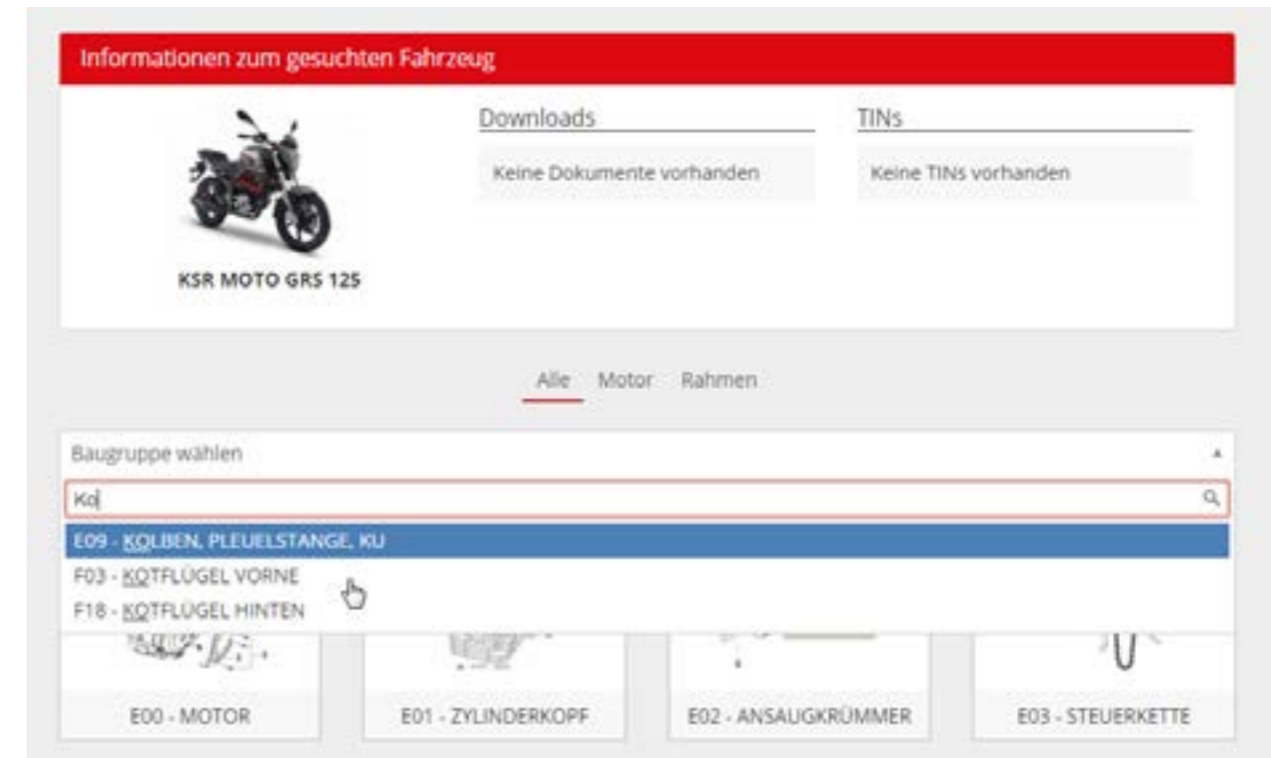 Informationen zum gesuchten Fahrzeug
Downloads
TINs
Keine Dokumente vorhanden
Keine TINs vorhanden
KSR MOTO GRS 125
Alle Motor Rahmen
Baugruppe wählen
Ko
E09 - KOLBEN, PLEUELSTANGE, KU
F03 - KOTFLÜGEL VORNE
F18 - KOTFLÜGEL HINTEN
E00 - MOTOR
E01 - ZYLINDERKOPF
E02 - ANSAUGKRÜMMER
E03 - STEUERKETTE